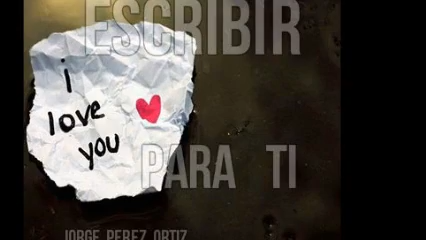 ESCRIBIR
i
love
you
PARA TI
JORGE PEREZ ORTIZ